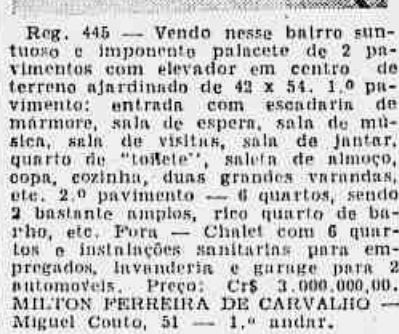 Reg. 445 — Vendo nesse bairro sun-
tuoso e imponente palacete de 2 pa-
vimentos com elevador em centro de
terreno ajardinado de 42 x 54. 1.º pa-
vimento: entrada com escadaria de
mármore, sala de espera, sala de mú-
sica, sala de visitas, sala de jantar,
quarto de "toilete", saleta de almoço,
copa, cozinha, duas grandes varandas,
etc. 2.º pavimento — 6 quartos, sendo
2 bastante amplos, rico quarto de ba-
rho, etc. Fora — Chalet com 6 quar-
tos e instalações sanitarias para em-
pregados, lavanderia e garage para 2
automoveis. Preço: Cr$ 3.000.000,00.
MILTON FERREIRA DE CARVALHO —
Miguel Couto, 51 — 1.º andar.